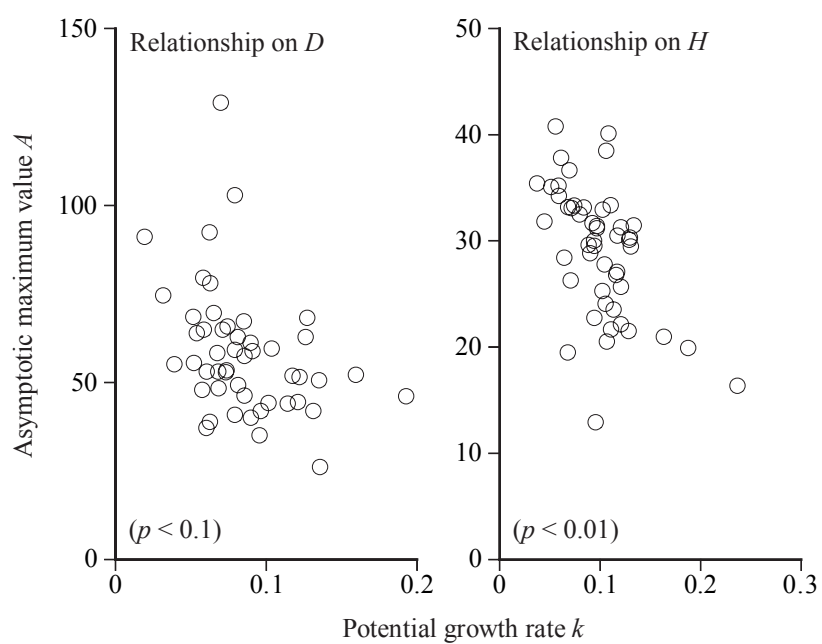 Relationship on D
Relationship on H
Asymptotic maximum value A
150
100
50
0
(p < 0.1)
0
0.1
0.2
50
40
30
20
10
0
(p < 0.01)
0
0.1
0.2
0.3
Potential growth rate k